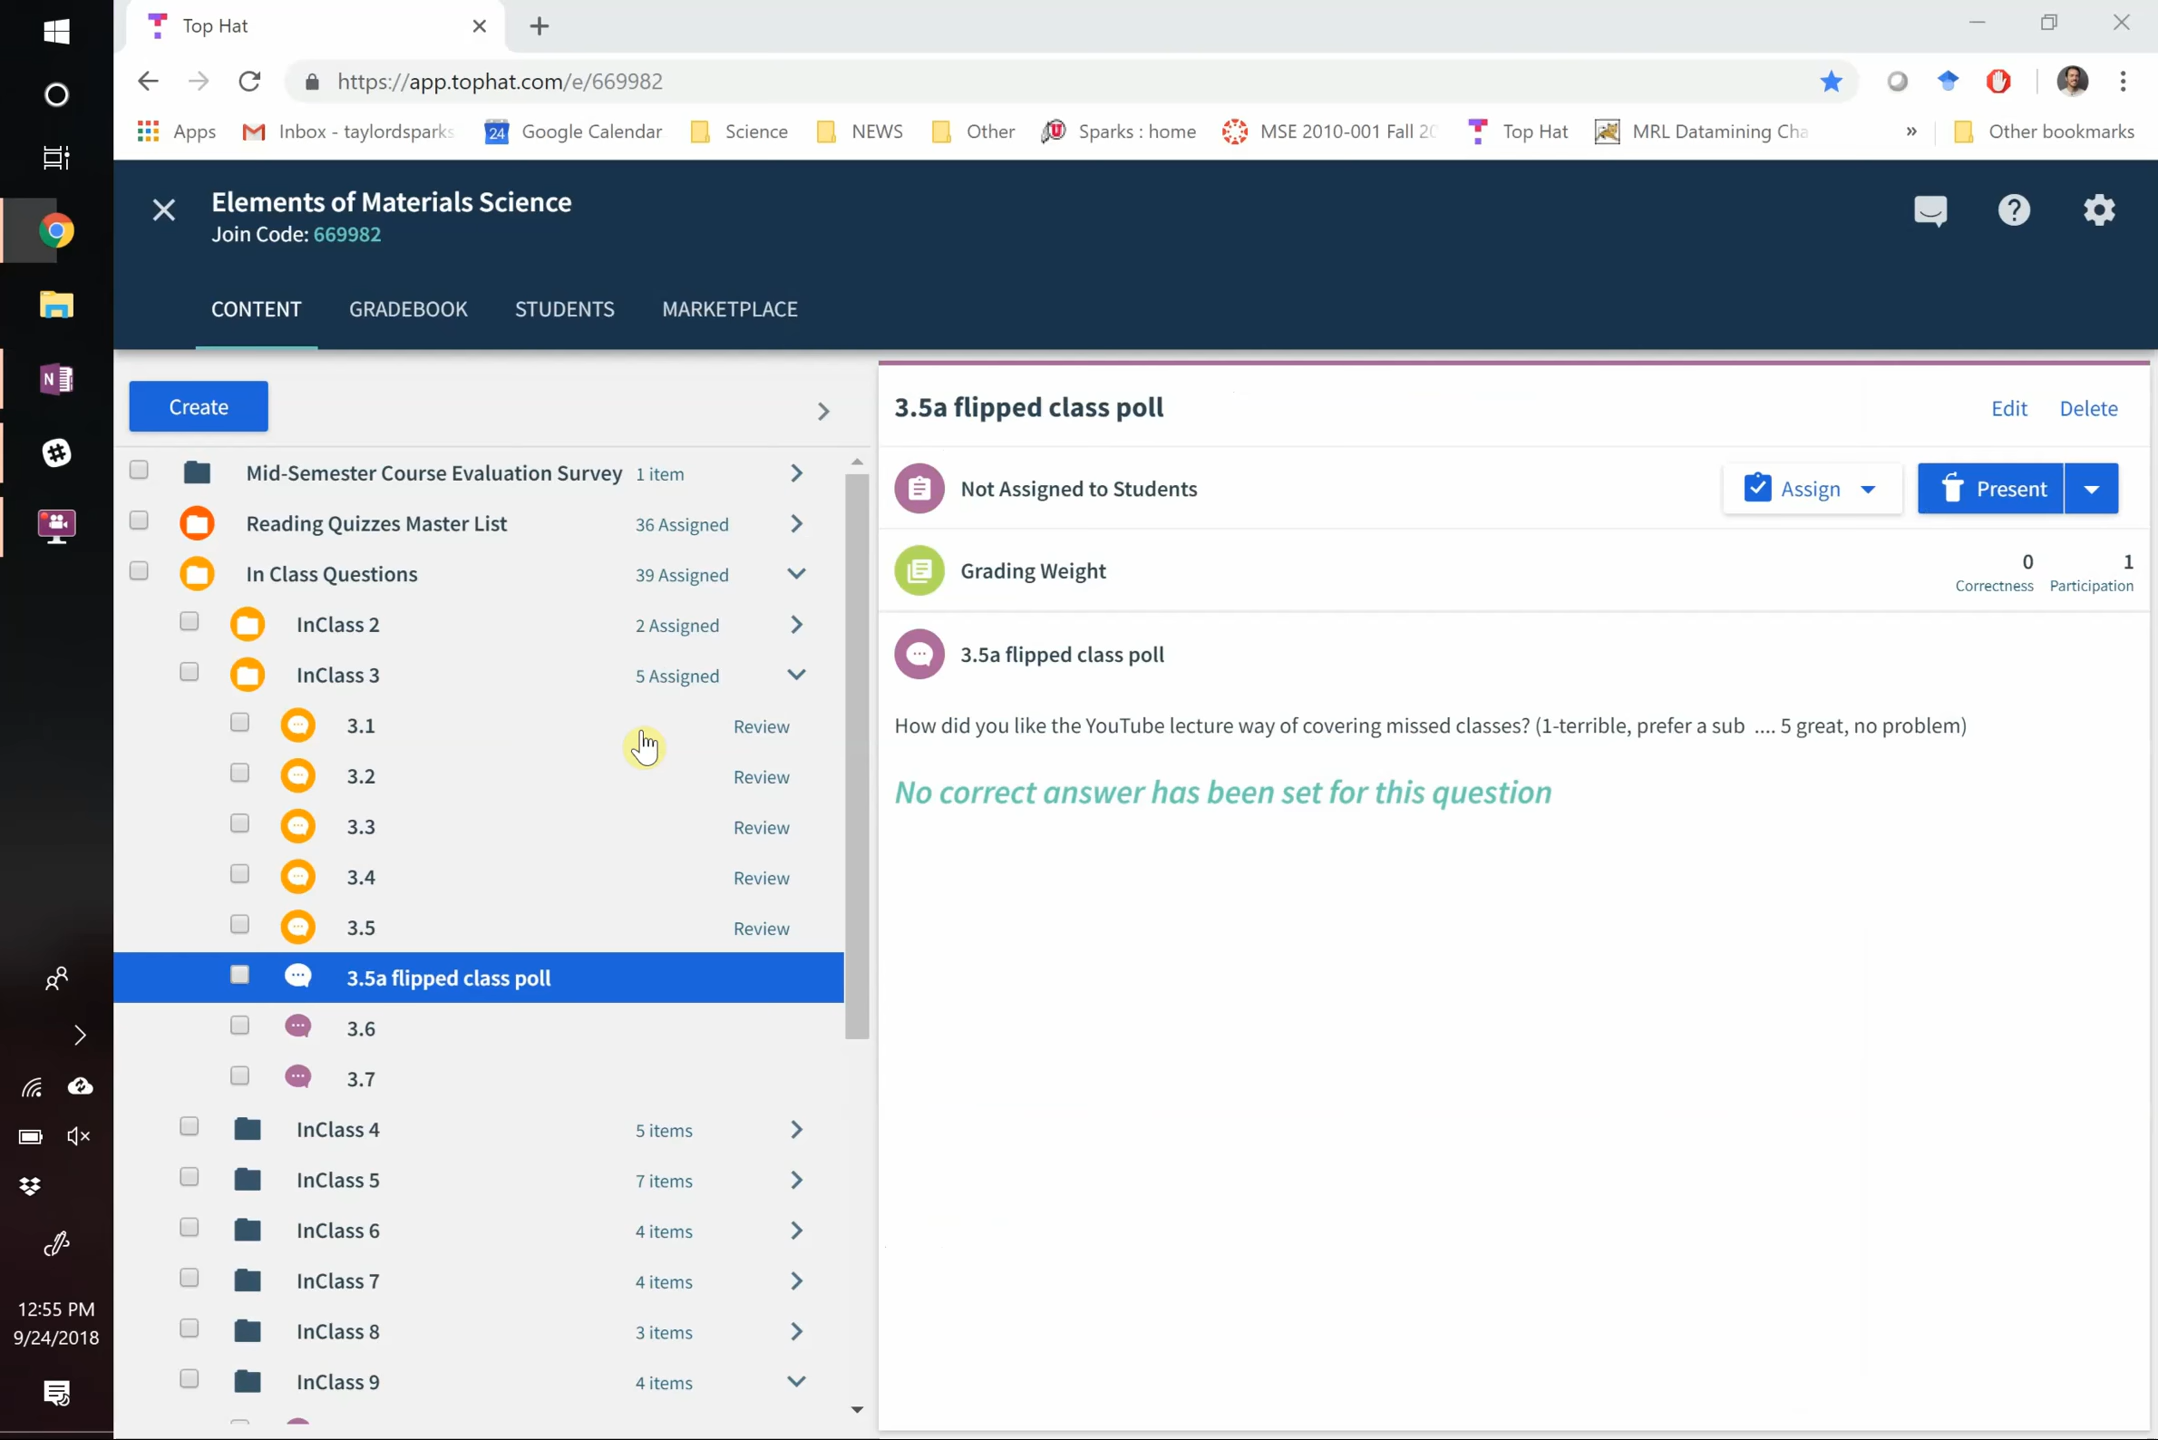 Top Hat
https://app.tophat.com/e/669982
Apps
Inbox - taylordsparks
24
Google Calendar
Science
NEWS
Other
Sparks : home
MSE 2010-001 Fall 20
Top Hat
MRL Datamining Cha
»
Other bookmarks
Elements of Materials Science
Join Code: 669982
CONTENT
GRADEBOOK
STUDENTS
MARKETPLACE
Create
Mid-Semester Course Evaluation Survey 1 item
Reading Quizzes Master List 36 Assigned
In Class Questions 39 Assigned
InClass 2 2 Assigned
InClass 3 5 Assigned
3.1 Review
3.2 Review
3.3 Review
3.4 Review
3.5 Review
3.5a flipped class poll
3.6
3.7
InClass 4 5 items
InClass 5 7 items
InClass 6 4 items
InClass 7 4 items
InClass 8 3 items
InClass 9 4 items
3.5a flipped class poll
Edit Delete
Not Assigned to Students
Assign
Present
Grading Weight
0 1
Correctness Participation
3.5a flipped class poll
How did you like the YouTube lecture way of covering missed classes? (1-terrible, prefer a sub .... 5 great, no problem)
No correct answer has been set for this question
12:55 PM
9/24/2018